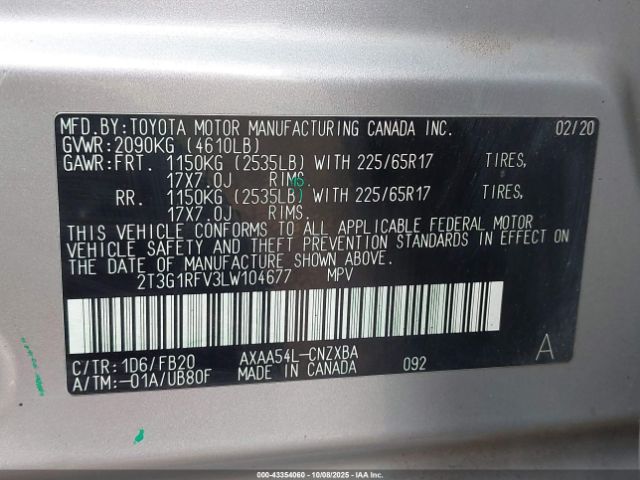 MFD.BY:TOYOTA MOTOR MANUFACTURING CANADA INC. 02/20
GVWR:2090KG (4610LB)
GAWR:FRT. 1150KG (2535LB) WITH 225/65R17 TIRES,
17X7.0J RIMS.
RR. 1150KG (2535LB) WITH 225/65R17 TIRES,
17X7.0J RIMS.
THIS VEHICLE CONFORMS TO ALL APPLICABLE FEDERAL MOTOR
VEHICLE SAFETY AND THEFT PREVENTION STANDARDS IN EFFECT ON
THE DATE OF MANUFACTURE SHOWN ABOVE.
2T3G1RFV3LW104677 MPV
C/TR: 1D6/FB20 AXAA54L-CNZXBA
A/TM:-01A/UB80F MADE IN CANADA 092 A
000-43354060 - 10/08/2025 - IAAI, Inc.